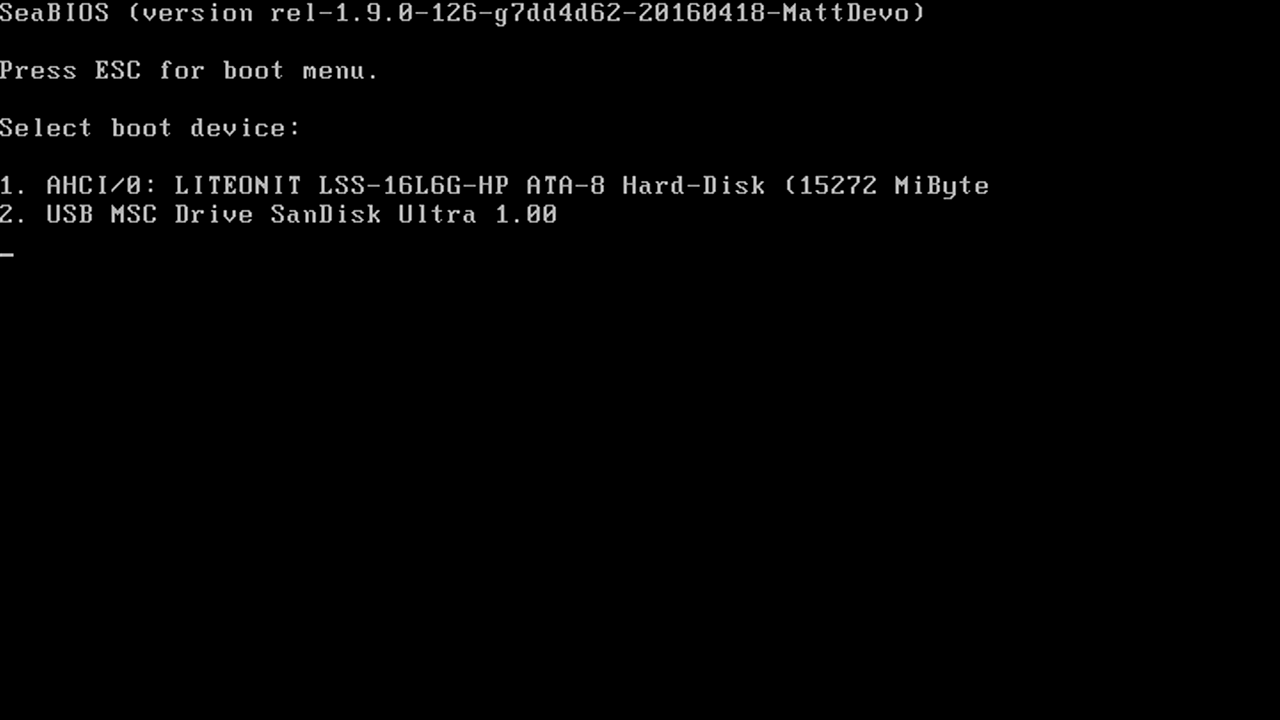 SeaBIOS (version rel-1.9.0-126-g7dd4d62-20160418-MattDevo)
Press ESC for boot menu.
Select boot device:
1. AHCI/0: LITEONIT LSS-16L6G-HP ATA-8 Hard-Disk (15272 MiByte
2. USB MSC Drive SanDisk Ultra 1.00
_